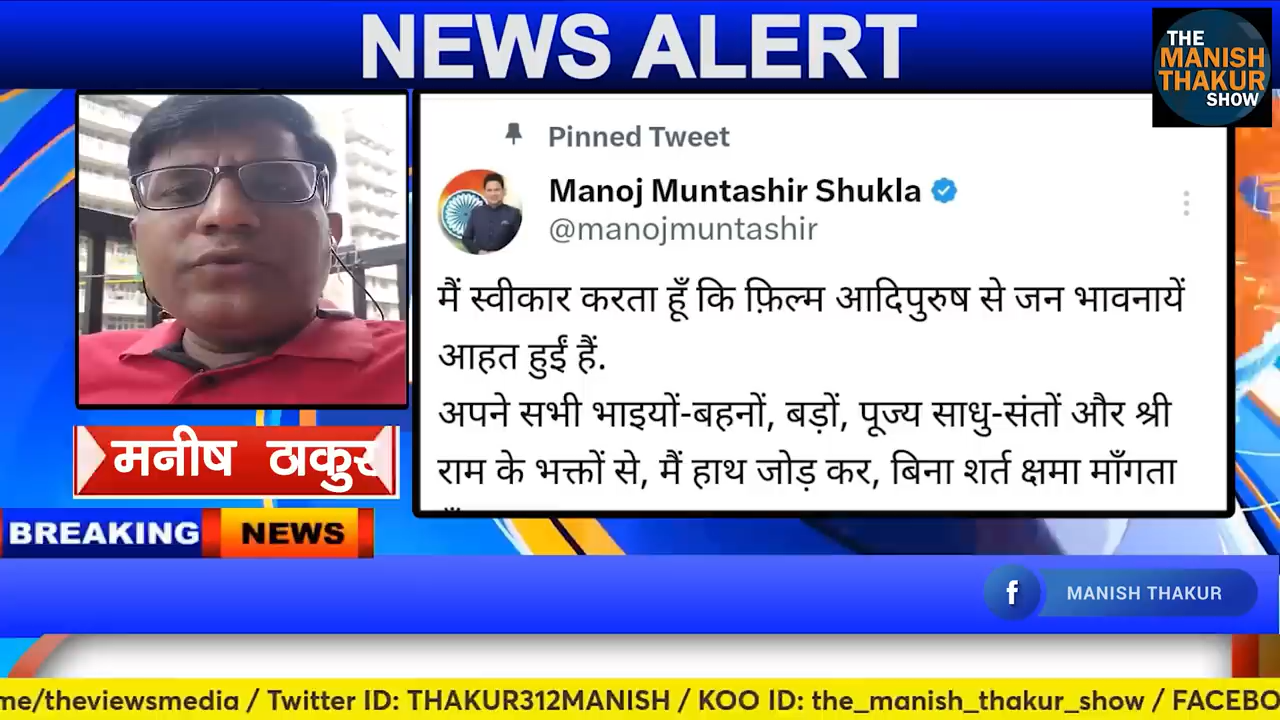 NEWS ALERT
THE
MANISH
THAKUR
SHOW
Pinned Tweet
Manoj Muntashir Shukla
@manojmuntashir
मैं स्वीकार करता हूँ कि फ़िल्म आदिपुरुष से जन भावनायें
आहत हुईं हैं.
अपने सभी भाइयों-बहनों, बड़ों, पूज्य साधु-संतों और श्री
राम के भक्तों से, मैं हाथ जोड़ कर, बिना शर्त क्षमा माँगता
मनीष ठाकुर
BREAKING NEWS
f MANISH THAKUR
me/theviewsmedia / Twitter ID: THAKUR312MANISH / KOO ID: the_manish_thakur_show / FACEBO